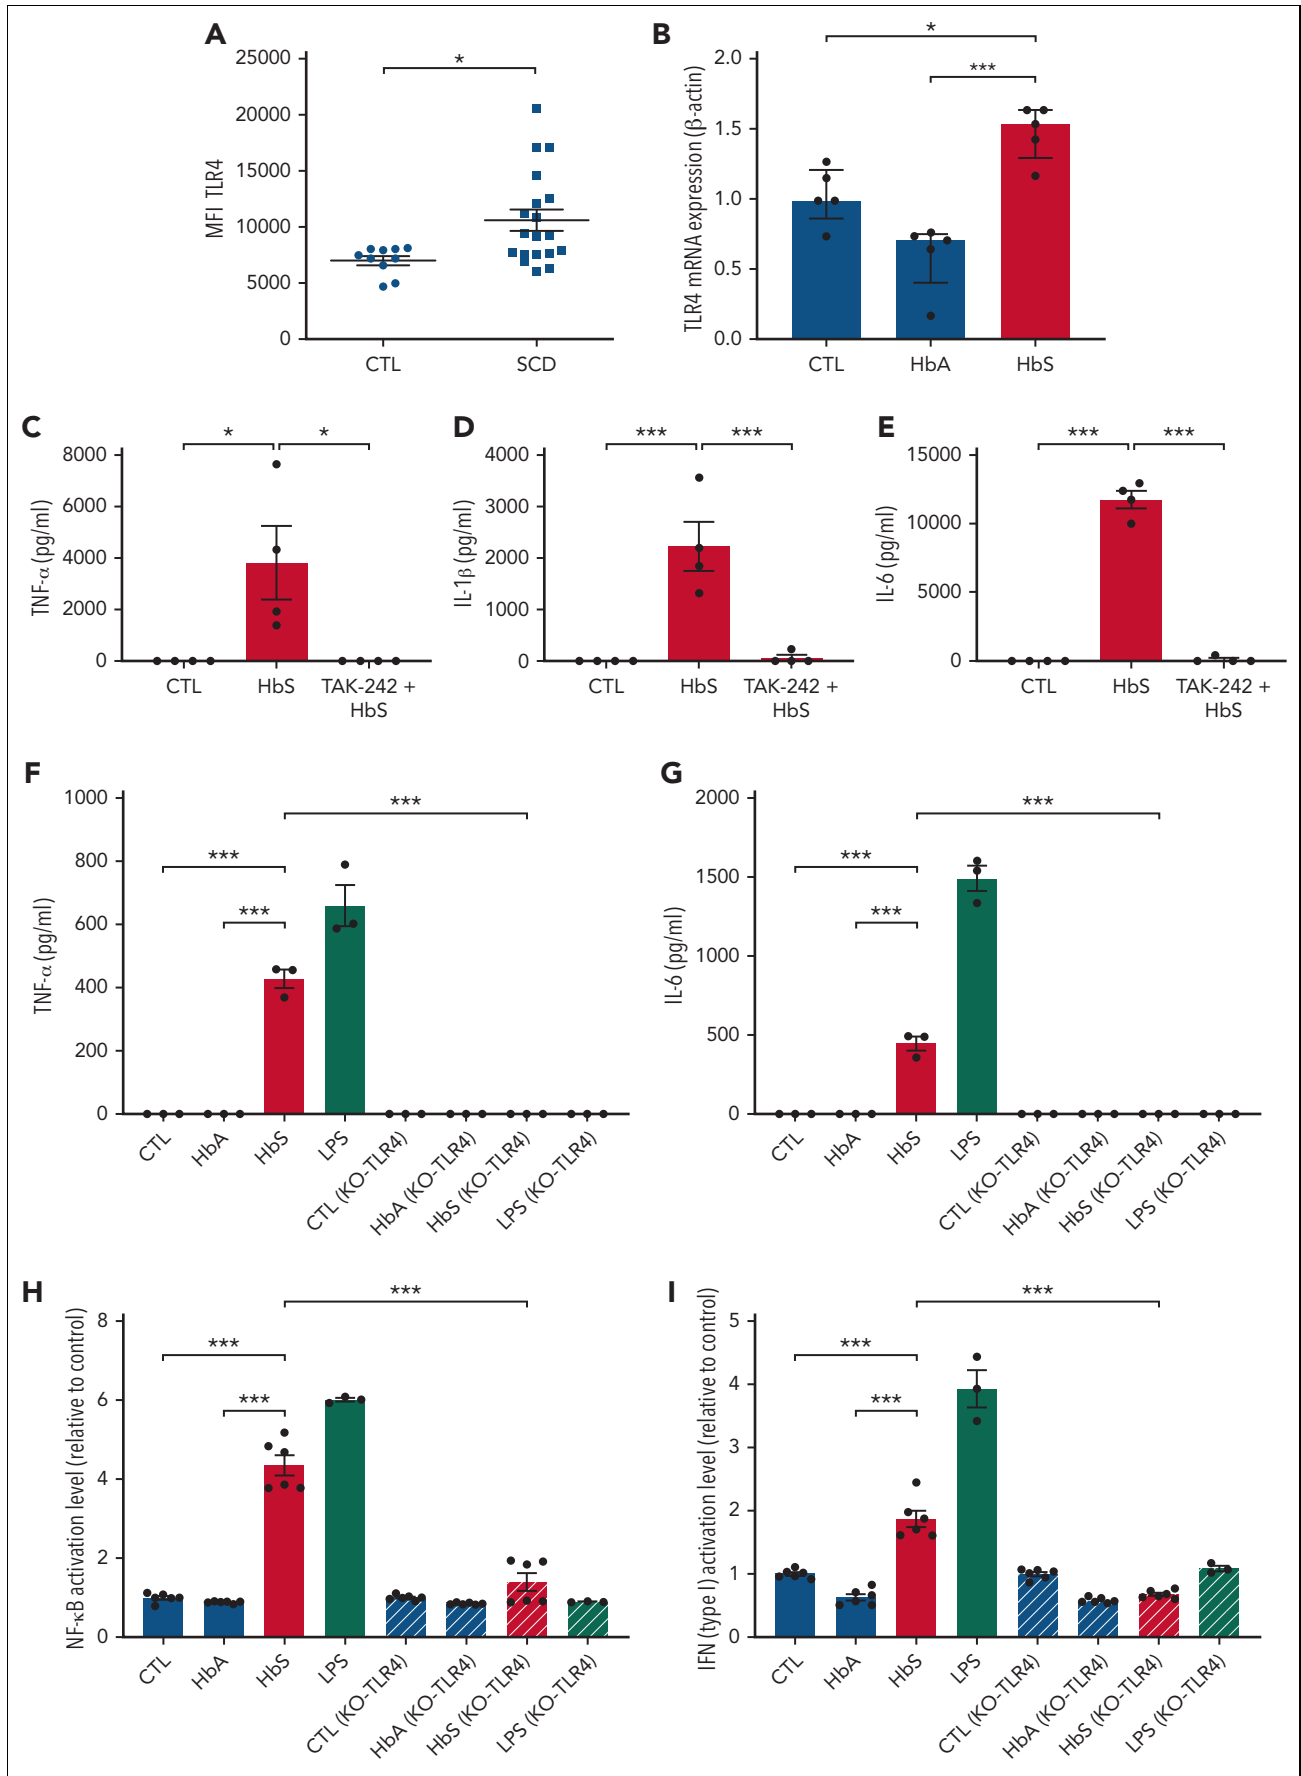 A
MFI TLR4
25000
20000
15000
10000
5000
0
*
CTL
SCD
B
TLR4 mRNA expression (β-actin)
2.0
1.5
1.0
0.5
0.0
*
***
CTL
HbA
HbS
C
TNF-α (pg/ml)
8000
6000
4000
2000
0
*
*
CTL
HbS
TAK-242 +
HbS
D
IL-1β (pg/ml)
4000
3000
2000
1000
0
***
***
CTL
HbS
TAK-242 +
HbS
E
IL-6 (pg/ml)
15000
10000
5000
0
***
***
CTL
HbS
TAK-242 +
HbS
F
TNF-α (pg/ml)
1000
800
600
400
200
0
***
***
***
CTL
HbA
HbS
LPS
CTL (KO-TLR4)
HbA (KO-TLR4)
HbS (KO-TLR4)
LPS (KO-TLR4)
G
IL-6 (pg/ml)
2000
1500
1000
500
0
***
***
***
CTL
HbA
HbS
LPS
CTL (KO-TLR4)
HbA (KO-TLR4)
HbS (KO-TLR4)
LPS (KO-TLR4)
H
NF-κB activation level (relative to control)
8
6
4
2
0
***
***
***
CTL
HbA
HbS
LPS
CTL (KO-TLR4)
HbA (KO-TLR4)
HbS (KO-TLR4)
LPS (KO-TLR4)
I
IFN (type I) activation level (relative to control)
5
4
3
2
1
0
***
***
***
CTL
HbA
HbS
LPS
CTL (KO-TLR4)
HbA (KO-TLR4)
HbS (KO-TLR4)
LPS (KO-TLR4)